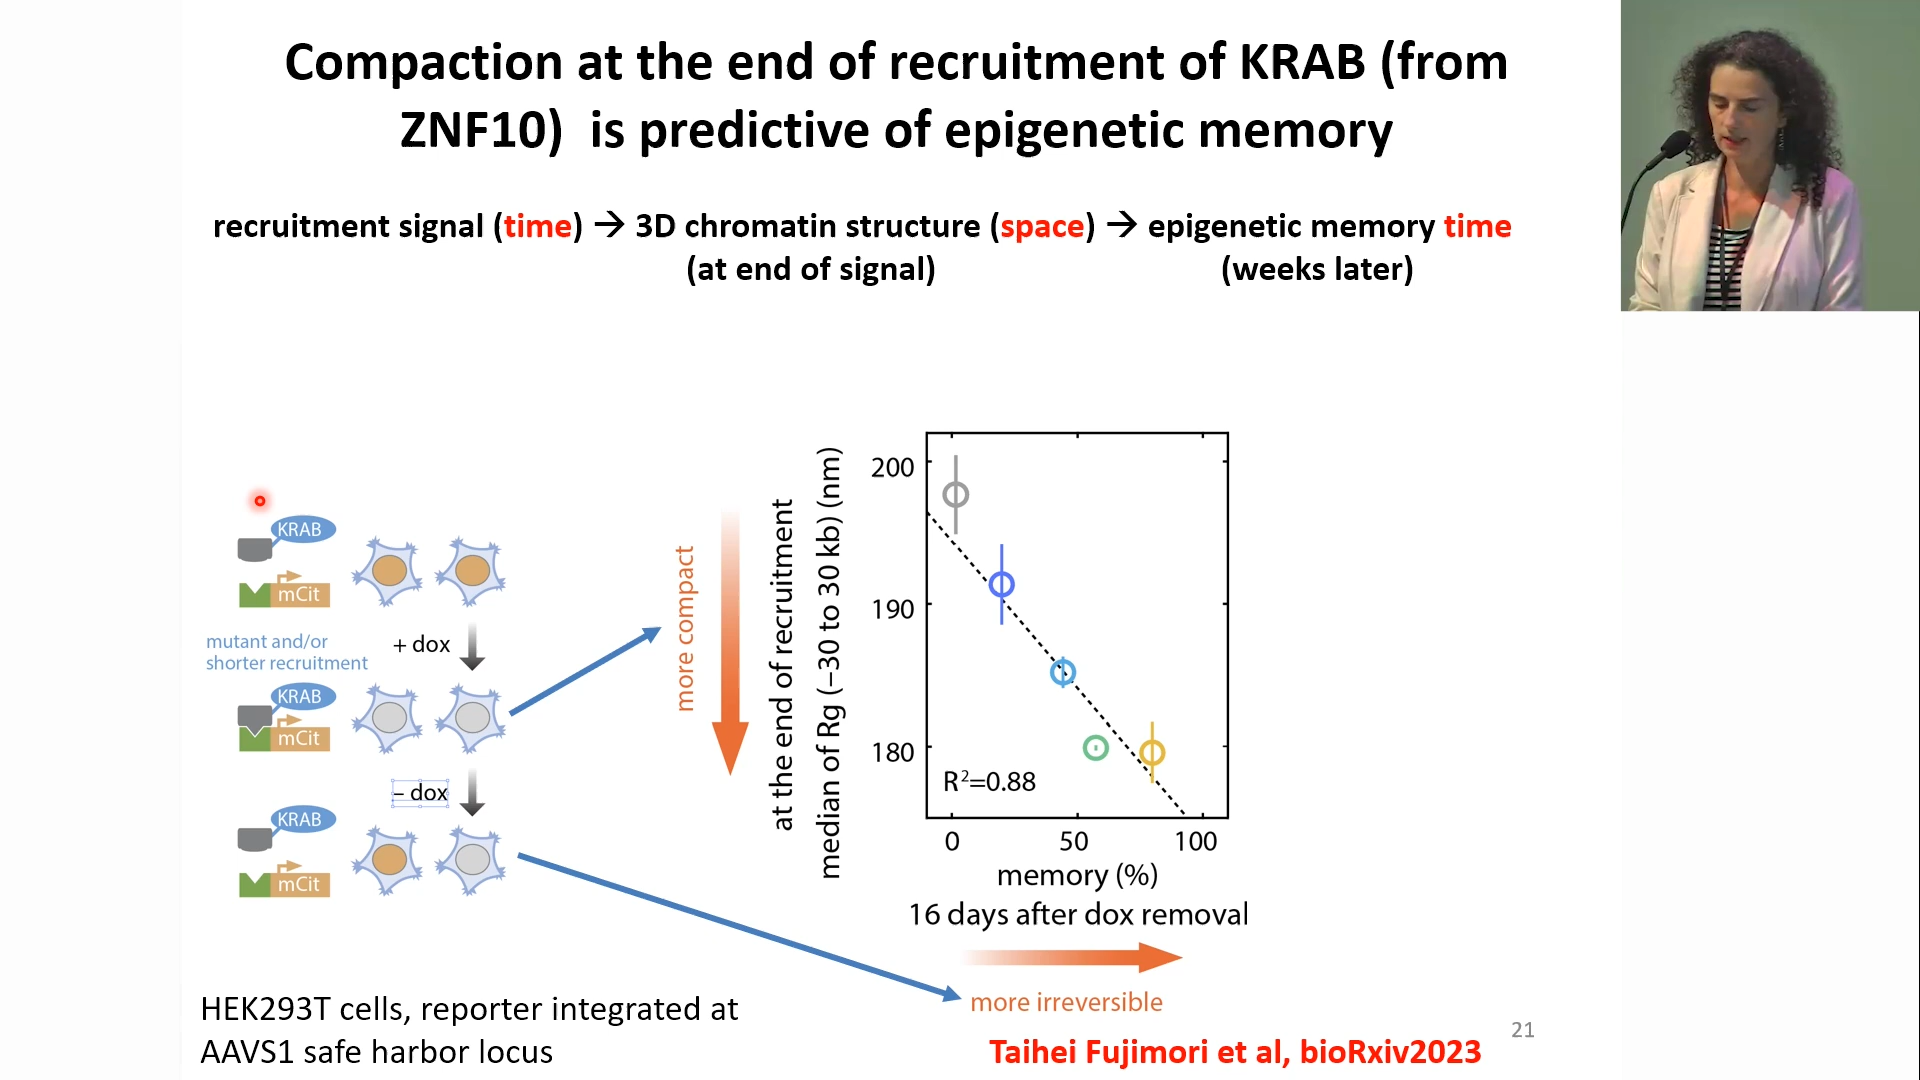 Compaction at the end of recruitment of KRAB (from
ZNF10) is predictive of epigenetic memory
recruitment signal (time) → 3D chromatin structure (space) → epigenetic memory time
(at end of signal) (weeks later)
KRAB
mCit
mutant and/or
shorter recruitment
+ dox
KRAB
mCit
– dox
KRAB
mCit
more compact
at the end of recruitment
median of Rg (−30 to 30 kb) (nm)
200
190
180
R²=0.88
0 50 100
memory (%)
16 days after dox removal
more irreversible
HEK293T cells, reporter integrated at
AAVS1 safe harbor locus
21
Taihei Fujimori et al, bioRxiv2023